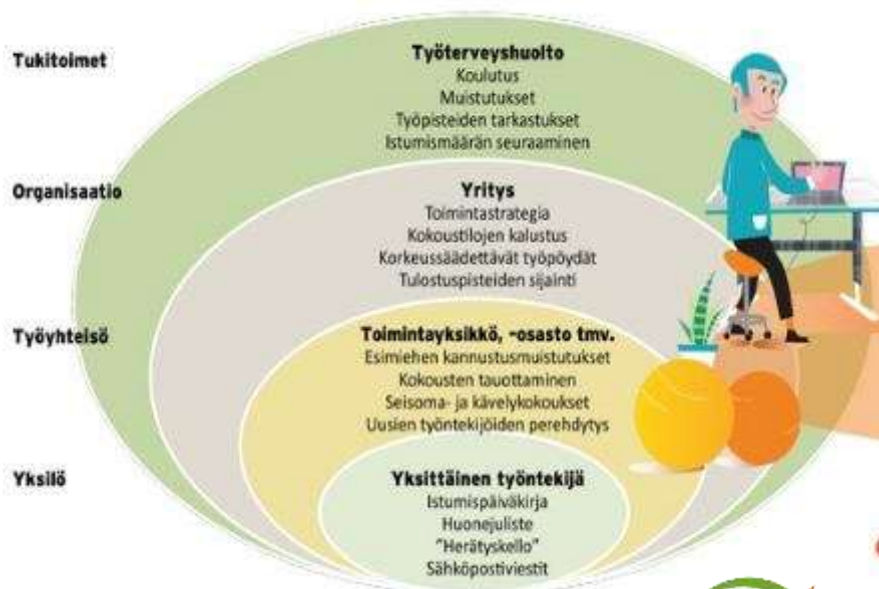 Tukitoimet
Työterveyshuolto
Koulutus
Muistutukset
Työpisteiden tarkastukset
Istumismäärän seuraaminen
Organisaatio
Yritys
Toimintastrategia
Kokoustilojen kalustus
Korkeussäädettävät työpöydät
Tulostuspisteiden sijainti
Työyhteisö
Toimintayksikkö, -osasto tmv.
Esimiehen kannustusmuistutukset
Kokousten tauottaminen
Seisoma- ja kävelykokoukset
Uusien työntekijöiden perehdytys
Yksilö
Yksittäinen työntekijä
Istumispäiväkirja
Huonejuliste
"Herätyskello"
Sähköpostiviestit